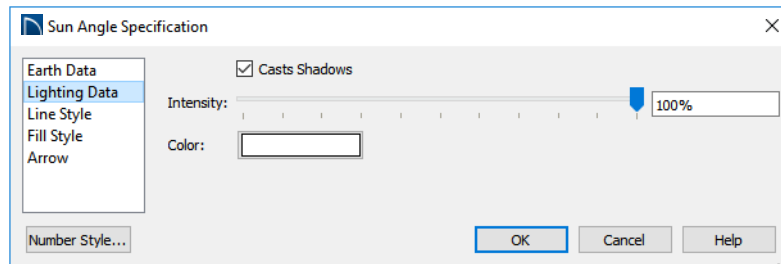 Sun Angle Specification
Earth Data
Lighting Data
Line Style
Fill Style
Arrow
Casts Shadows
Intensity: 100%
Color:
Number Style... OK Cancel Help